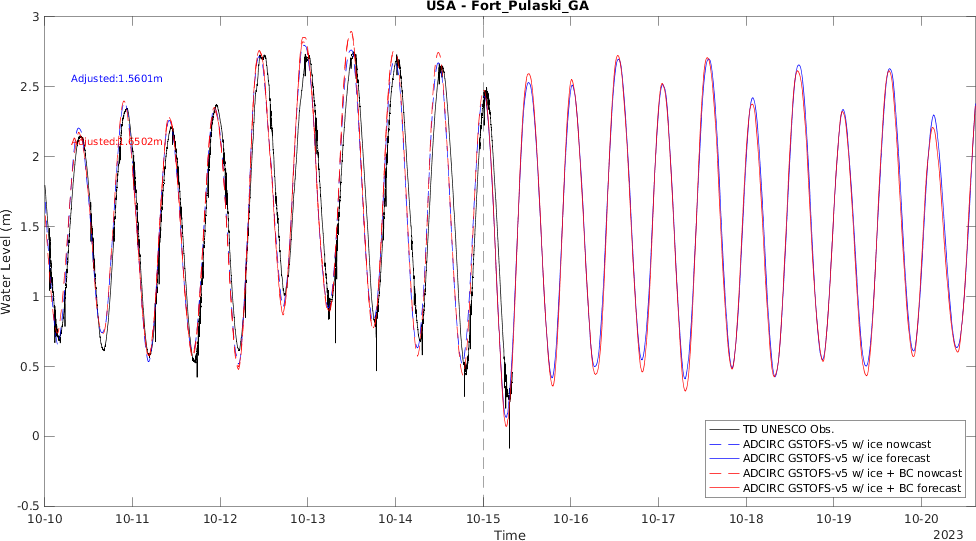 USA - Fort_Pulaski_GA
3
2.5
2
1.5
1
0.5
0
-0.5
Water Level (m)
Adjusted:1.5601m
Adjusted:1.6502m
TD UNESCO Obs.
ADCIRC GSTOFS-v5 w/ ice nowcast
ADCIRC GSTOFS-v5 w/ ice forecast
ADCIRC GSTOFS-v5 w/ ice + BC nowcast
ADCIRC GSTOFS-v5 w/ ice + BC forecast
10-10 10-11 10-12 10-12 10-13 10-14 10-15 10-16 10-17 10-18 10-19 10-20
Time
2023